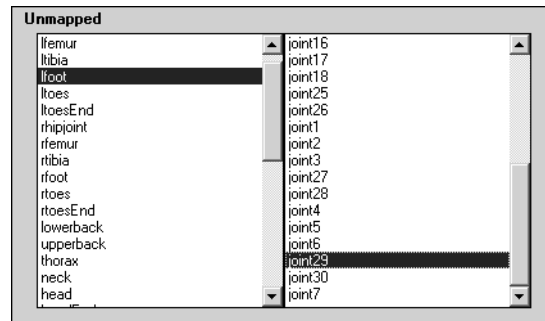 Unmapped
lfemur
ltibia
lfoot
ltoes
ltoesEnd
rhipjoint
rfemur
rtibia
rfoot
rtoes
rtoesEnd
lowerback
upperback
thorax
neck
head
joint16
joint17
joint18
joint25
joint26
joint1
joint2
joint3
joint27
joint28
joint4
joint5
joint6
joint29
joint30
joint7